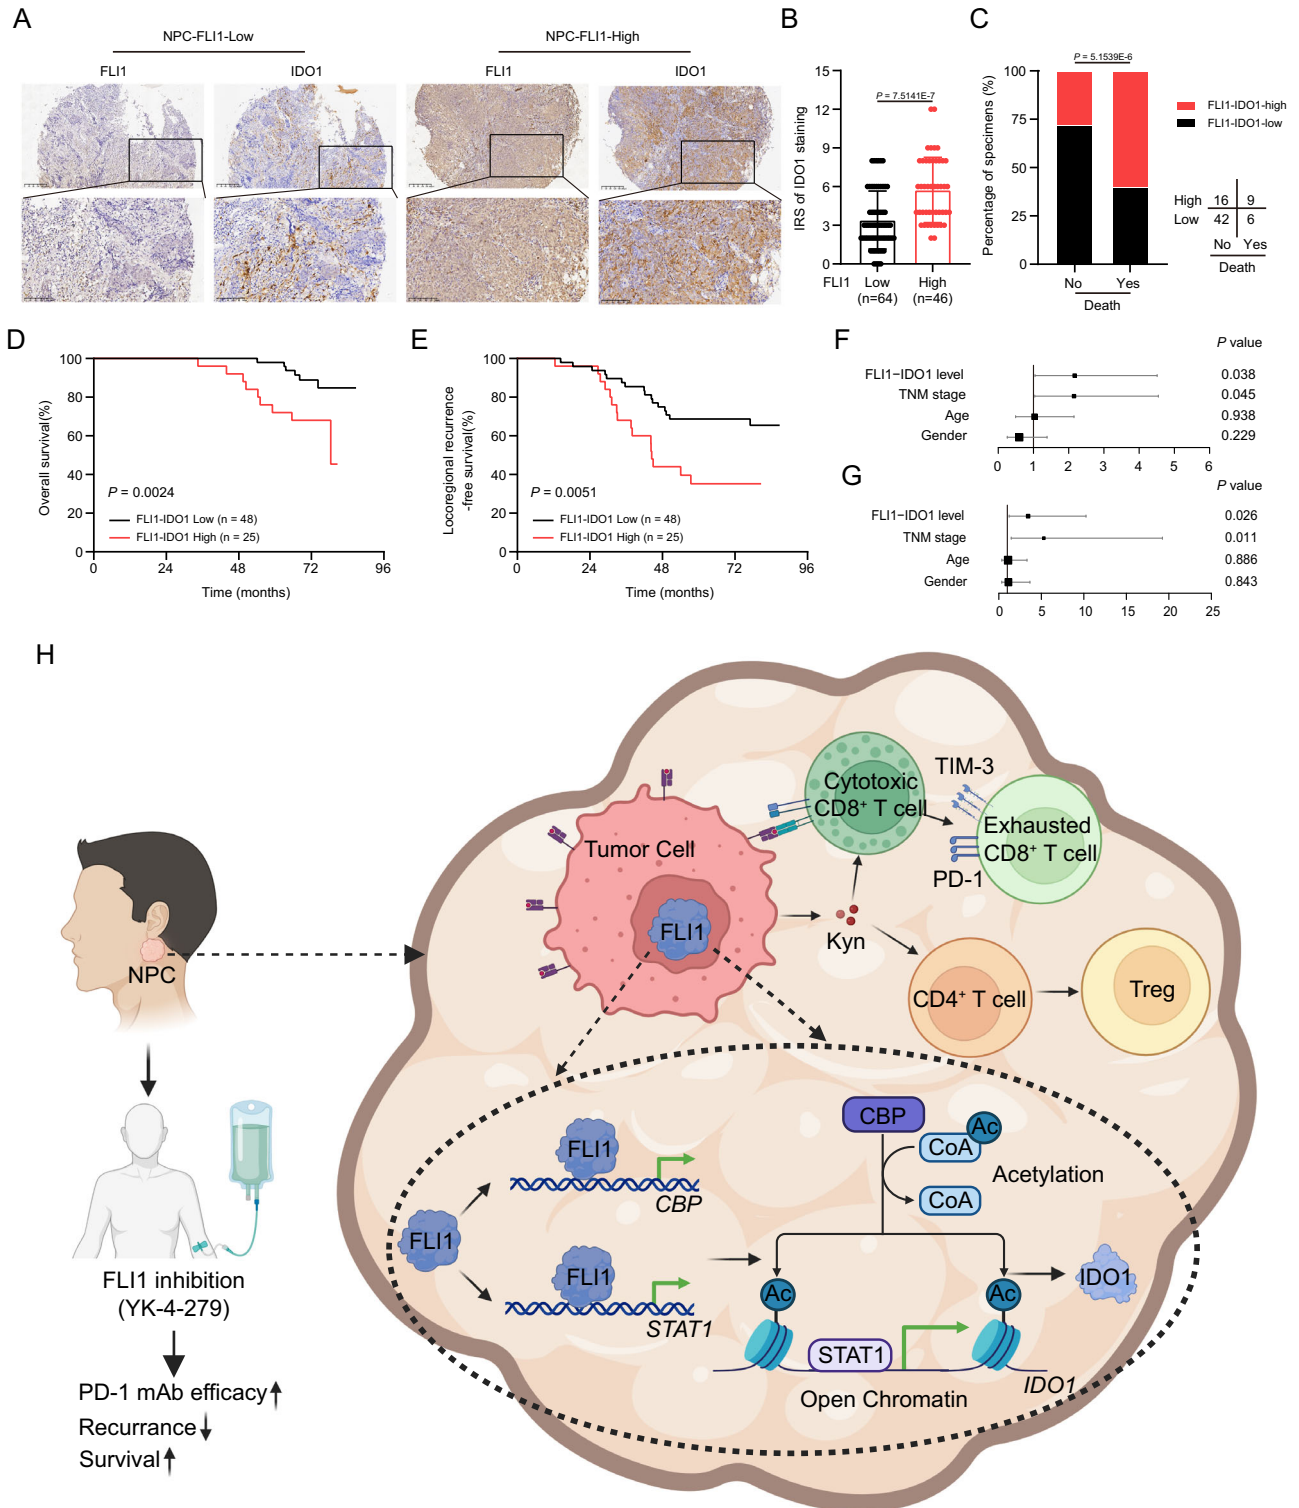 A
NPC-FLI1-Low
NPC-FLI1-High
FLI1
IDO1
FLI1
IDO1
B
P = 7.5141E-7
IRS of IDO1 staining
15
12
9
6
3
0
FLI1
Low
(n=64)
High
(n=46)
C
P = 5.1539E-6
Percentage of specimens (%)
100
75
50
25
0
No
Yes
Death
FLI1-IDO1-high
FLI1-IDO1-low
High 16 9
Low 42 6
No Yes
Death
D
Overall survival(%)
100
80
60
40
20
0
P = 0.0024
FLI1-IDO1 Low (n = 48)
FLI1-IDO1 High (n = 25)
0 24 48 72 96
Time (months)
E
Locoregional recurrence
-free survival(%)
100
80
60
40
20
0
P = 0.0051
FLI1-IDO1 Low (n = 48)
FLI1-IDO1 High (n = 25)
0 24 48 72 96
Time (months)
F
P value
FLI1−IDO1 level 0.038
TNM stage 0.045
Age 0.938
Gender 0.229
0 1 2 3 4 5 6
G
P value
FLI1−IDO1 level 0.026
TNM stage 0.011
Age 0.886
Gender 0.843
0 5 10 15 20 25
H
NPC
FLI1 inhibition
(YK-4-279)
PD-1 mAb efficacy
Recurrance
Survival
Tumor Cell
FLI1
Cytotoxic
CD8+ T cell
TIM-3
PD-1
Exhausted
CD8+ T cell
Kyn
CD4+ T cell
Treg
FLI1
FLI1
CBP
FLI1
STAT1
CBP
Ac
CoA
CoA
Acetylation
Ac
Ac
STAT1
IDO1
Open Chromatin
IDO1